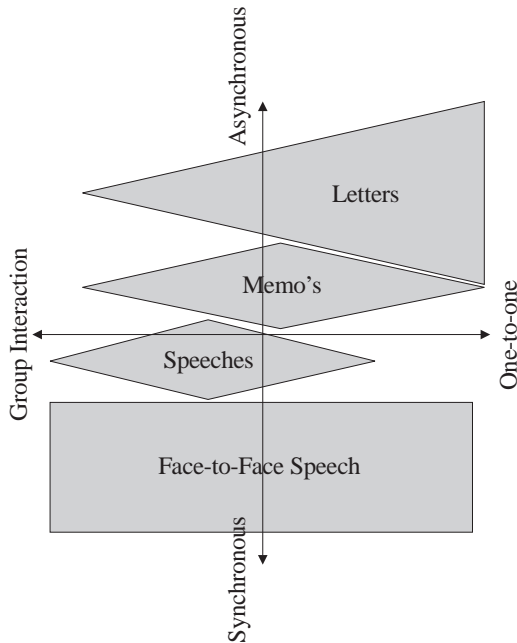 Asynchronous
Letters
Memo's
Group Interaction
One-to-one
Speeches
Face-to-Face Speech
Synchronous